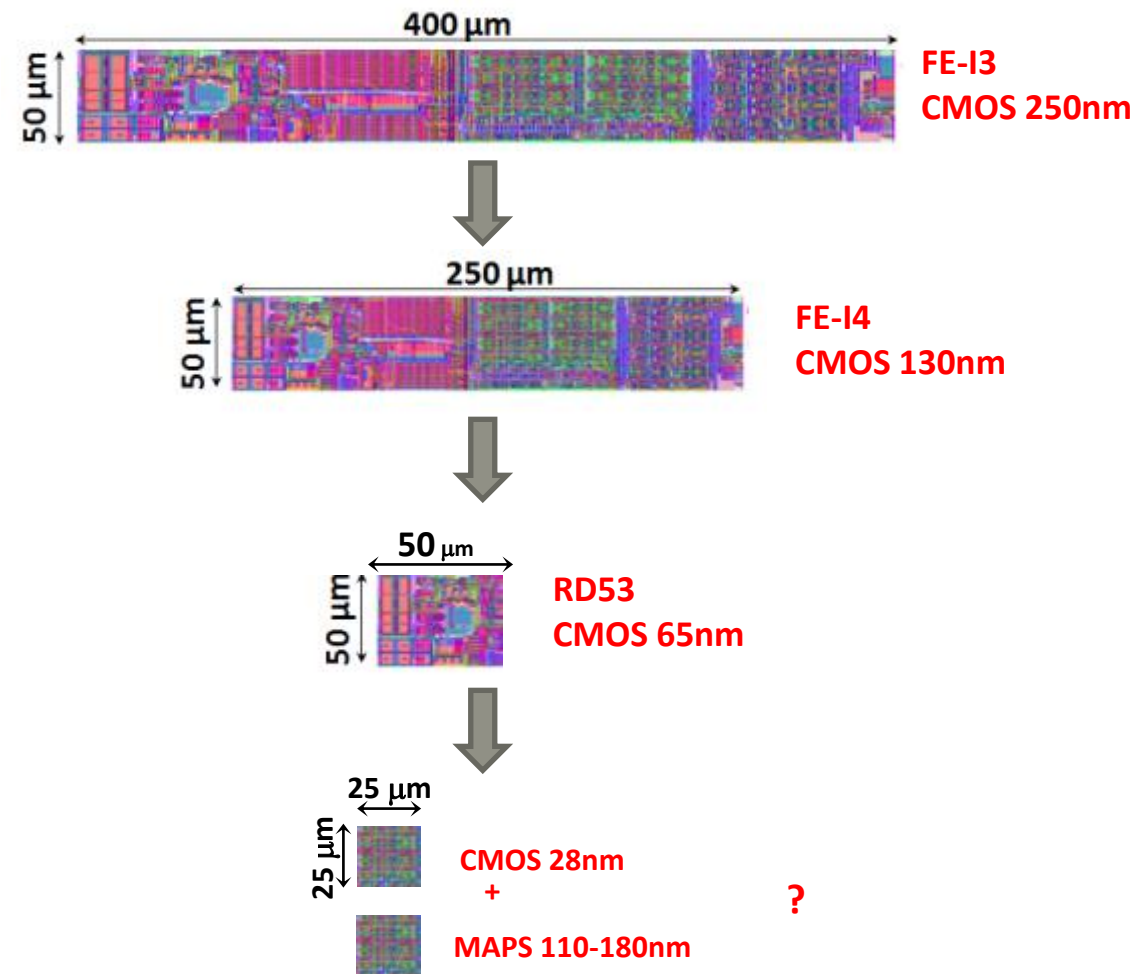 400 µm
50 µm
FE-I3
CMOS 250nm
250 µm
50 µm
FE-I4
CMOS 130nm
50 µm
50 µm
RD53
CMOS 65nm
25 µm
25 µm
CMOS 28nm
+
?
MAPS 110-180nm